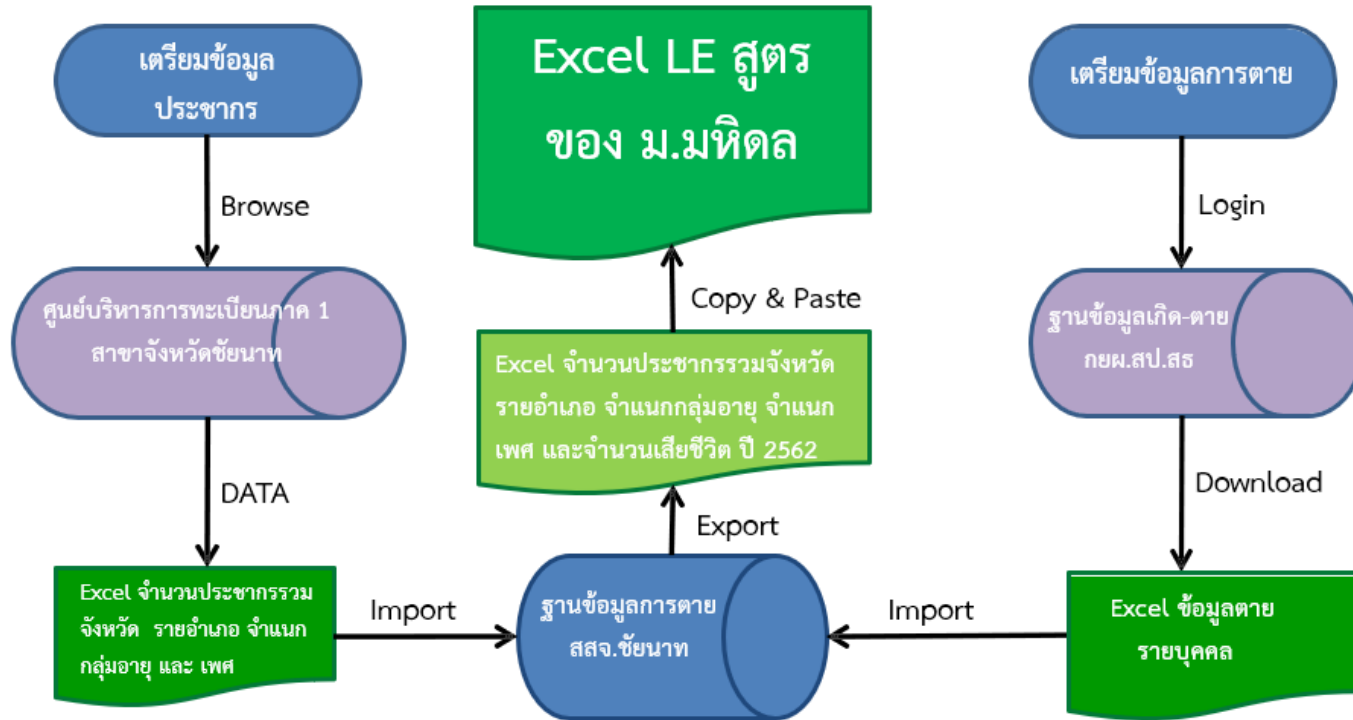 เตรียมข้อมูล
ประชากร
Browse
ศูนย์บริหารการทะเบียนภาค 1
สาขาจังหวัดชัยนาท
DATA
Excel จำนวนประชากรรวม
จังหวัด รายอำเภอ จำแนก
กลุ่มอายุ และ เพศ
Import
Excel LE สูตร
ของ ม.มหิดล
Copy & Paste
Excel จำนวนประชากรรวมจังหวัด
รายอำเภอ จำแนกกลุ่มอายุ จำแนก
เพศ และจำนวนเสียชีวิต ปี 2562
Export
ฐานข้อมูลการตาย
สสจ.ชัยนาท
เตรียมข้อมูลการตาย
Login
ฐานข้อมูลเกิด-ตาย
กยผ.สป.สธ
Download
Excel ข้อมูลตาย
รายบุคคล
Import